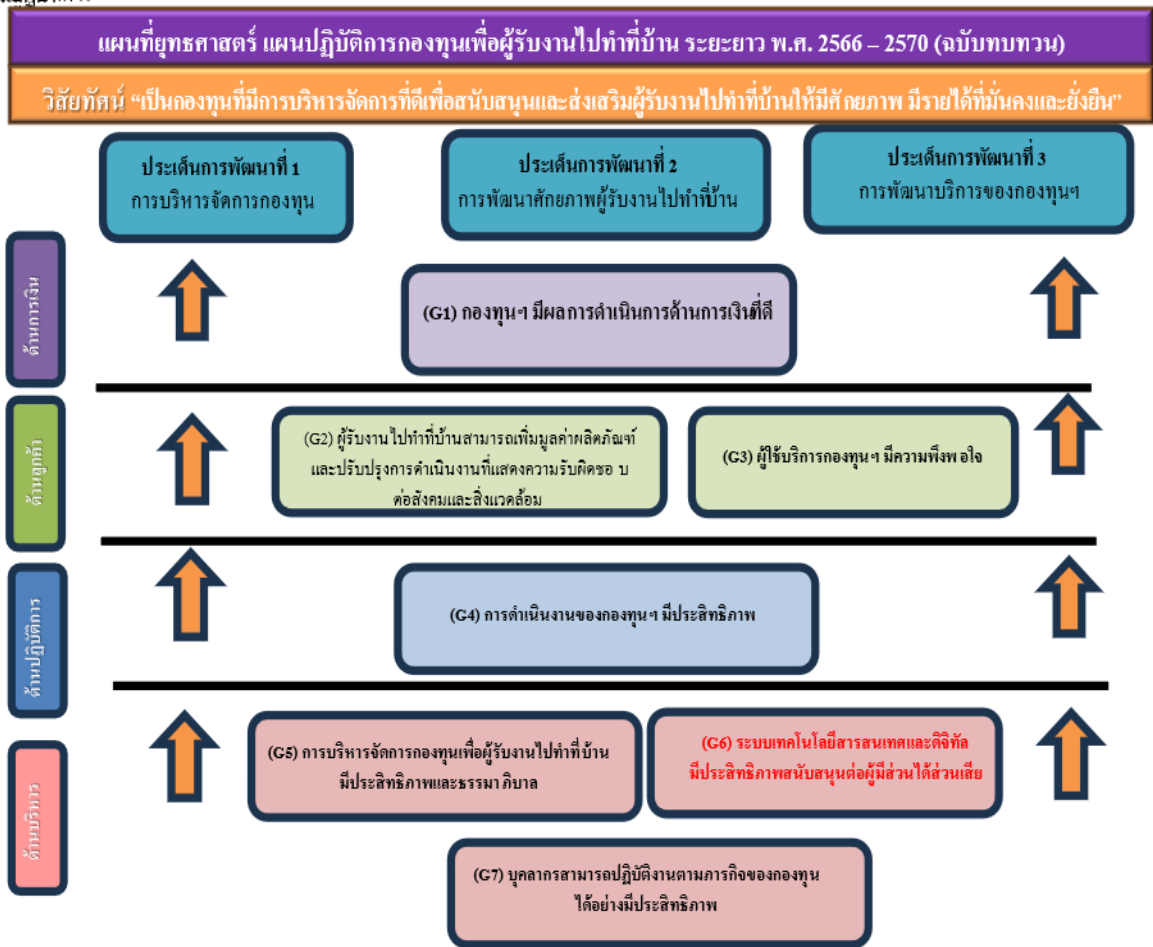 แผนที่ยุทธศาสตร์ แผนปฏิบัติการกองทุนเพื่อผู้รับงานไปทำที่บ้าน ระยะยาว พ.ศ. 2566 – 2570 (ฉบับทบทวน)
วิสัยทัศน์ “เป็นกองทุนที่มีการบริหารจัดการที่ดีเพื่อสนับสนุนและส่งเสริมผู้รับงานไปทำที่บ้านให้มีศักยภาพ มีรายได้ที่มั่นคงและยั่งยืน”
ประเด็นการพัฒนาที่ 1
การบริหารจัดการกองทุน
ประเด็นการพัฒนาที่ 2
การพัฒนาศักยภาพผู้รับงานไปทำที่บ้าน
ประเด็นการพัฒนาที่ 3
การพัฒนาบริการของกองทุนฯ
ด้านการเงิน
(G1) กองทุนฯ มีผลการดำเนินการด้านการเงินที่ดี
ด้านลูกค้า
(G2) ผู้รับงานไปทำที่บ้านสามารถเพิ่มมูลค่าผลิตภัณฑ์
และปรับปรุงการดำเนินงานที่แสดงความรับผิดชอ บ
ต่อสังคมและสิ่งแวดล้อม
(G3) ผู้ใช้บริการกองทุนฯ มีความพึงพอใจ
ด้านปฏิบัติการ
(G4) การดำเนินงานของกองทุนฯ มีประสิทธิภาพ
ด้านบริหาร
(G5) การบริหารจัดการกองทุนเพื่อผู้รับงานไปทำที่บ้าน
มีประสิทธิภาพและธรรมาภิบาล
(G6) ระบบเทคโนโลยีสารสนเทศและดิจิทัล
มีประสิทธิภาพสนับสนุนต่อผู้มีส่วนได้ส่วนเสีย
(G7) บุคลากรสามารถปฏิบัติงานตามภารกิจของกองทุน
ได้อย่างมีประสิทธิภาพ